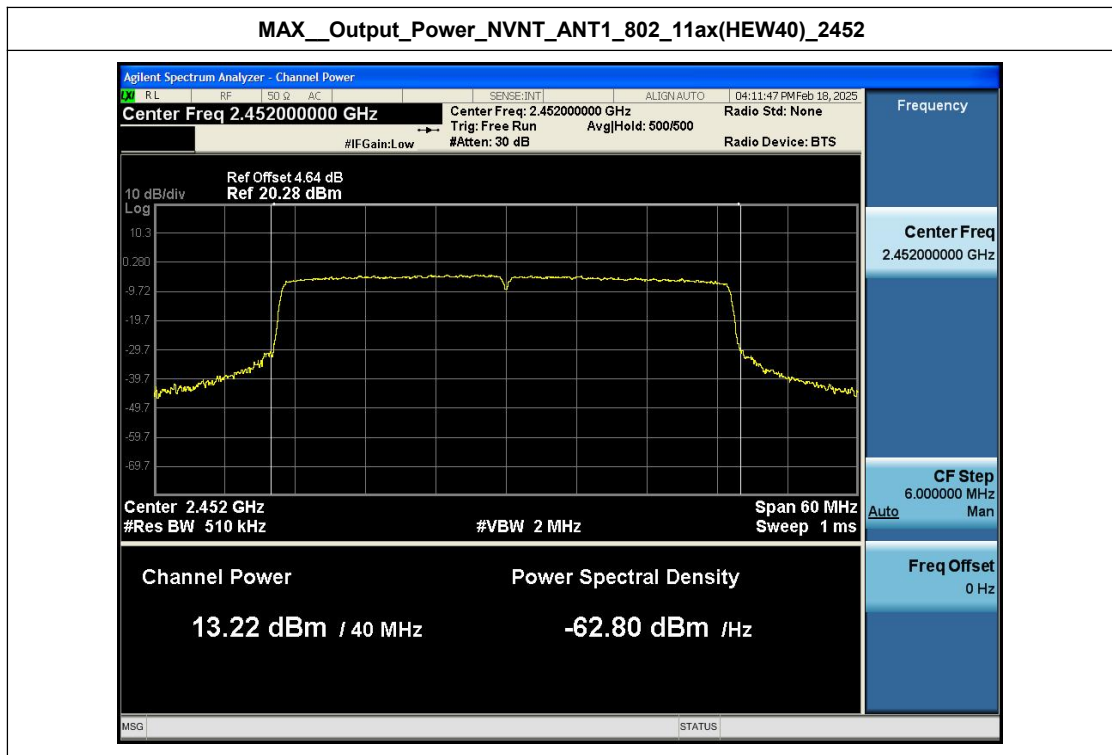 MAX__Output_Power_NVNT_ANT1_802_11ax(HEW40)_2452
Agilent Spectrum Analyzer - Channel Power
LXI RL RF 50 Ω AC SENSE:INT ALIGN AUTO 04:11:47 PM Feb 18, 2025
Center Freq 2.452000000 GHz
Center Freq: 2.452000000 GHz
Radio Std: None
Trig: Free Run
Avg|Hold: 500/500
#IFGain:Low
#Atten: 30 dB
Radio Device: BTS
Ref Offset 4.64 dB
10 dB/div Ref 20.28 dBm
Log
10.3
0.280
-9.72
-19.7
-29.7
-39.7
-49.7
-59.7
-69.7
Center 2.452 GHz
Span 60 MHz
#Res BW 510 kHz
#VBW 2 MHz
Sweep 1 ms
Channel Power
Power Spectral Density
13.22 dBm / 40 MHz
-62.80 dBm /Hz
MSG
STATUS
Frequency
Center Freq
2.452000000 GHz
CF Step
6.000000 MHz
Auto Man
Freq Offset
0 Hz